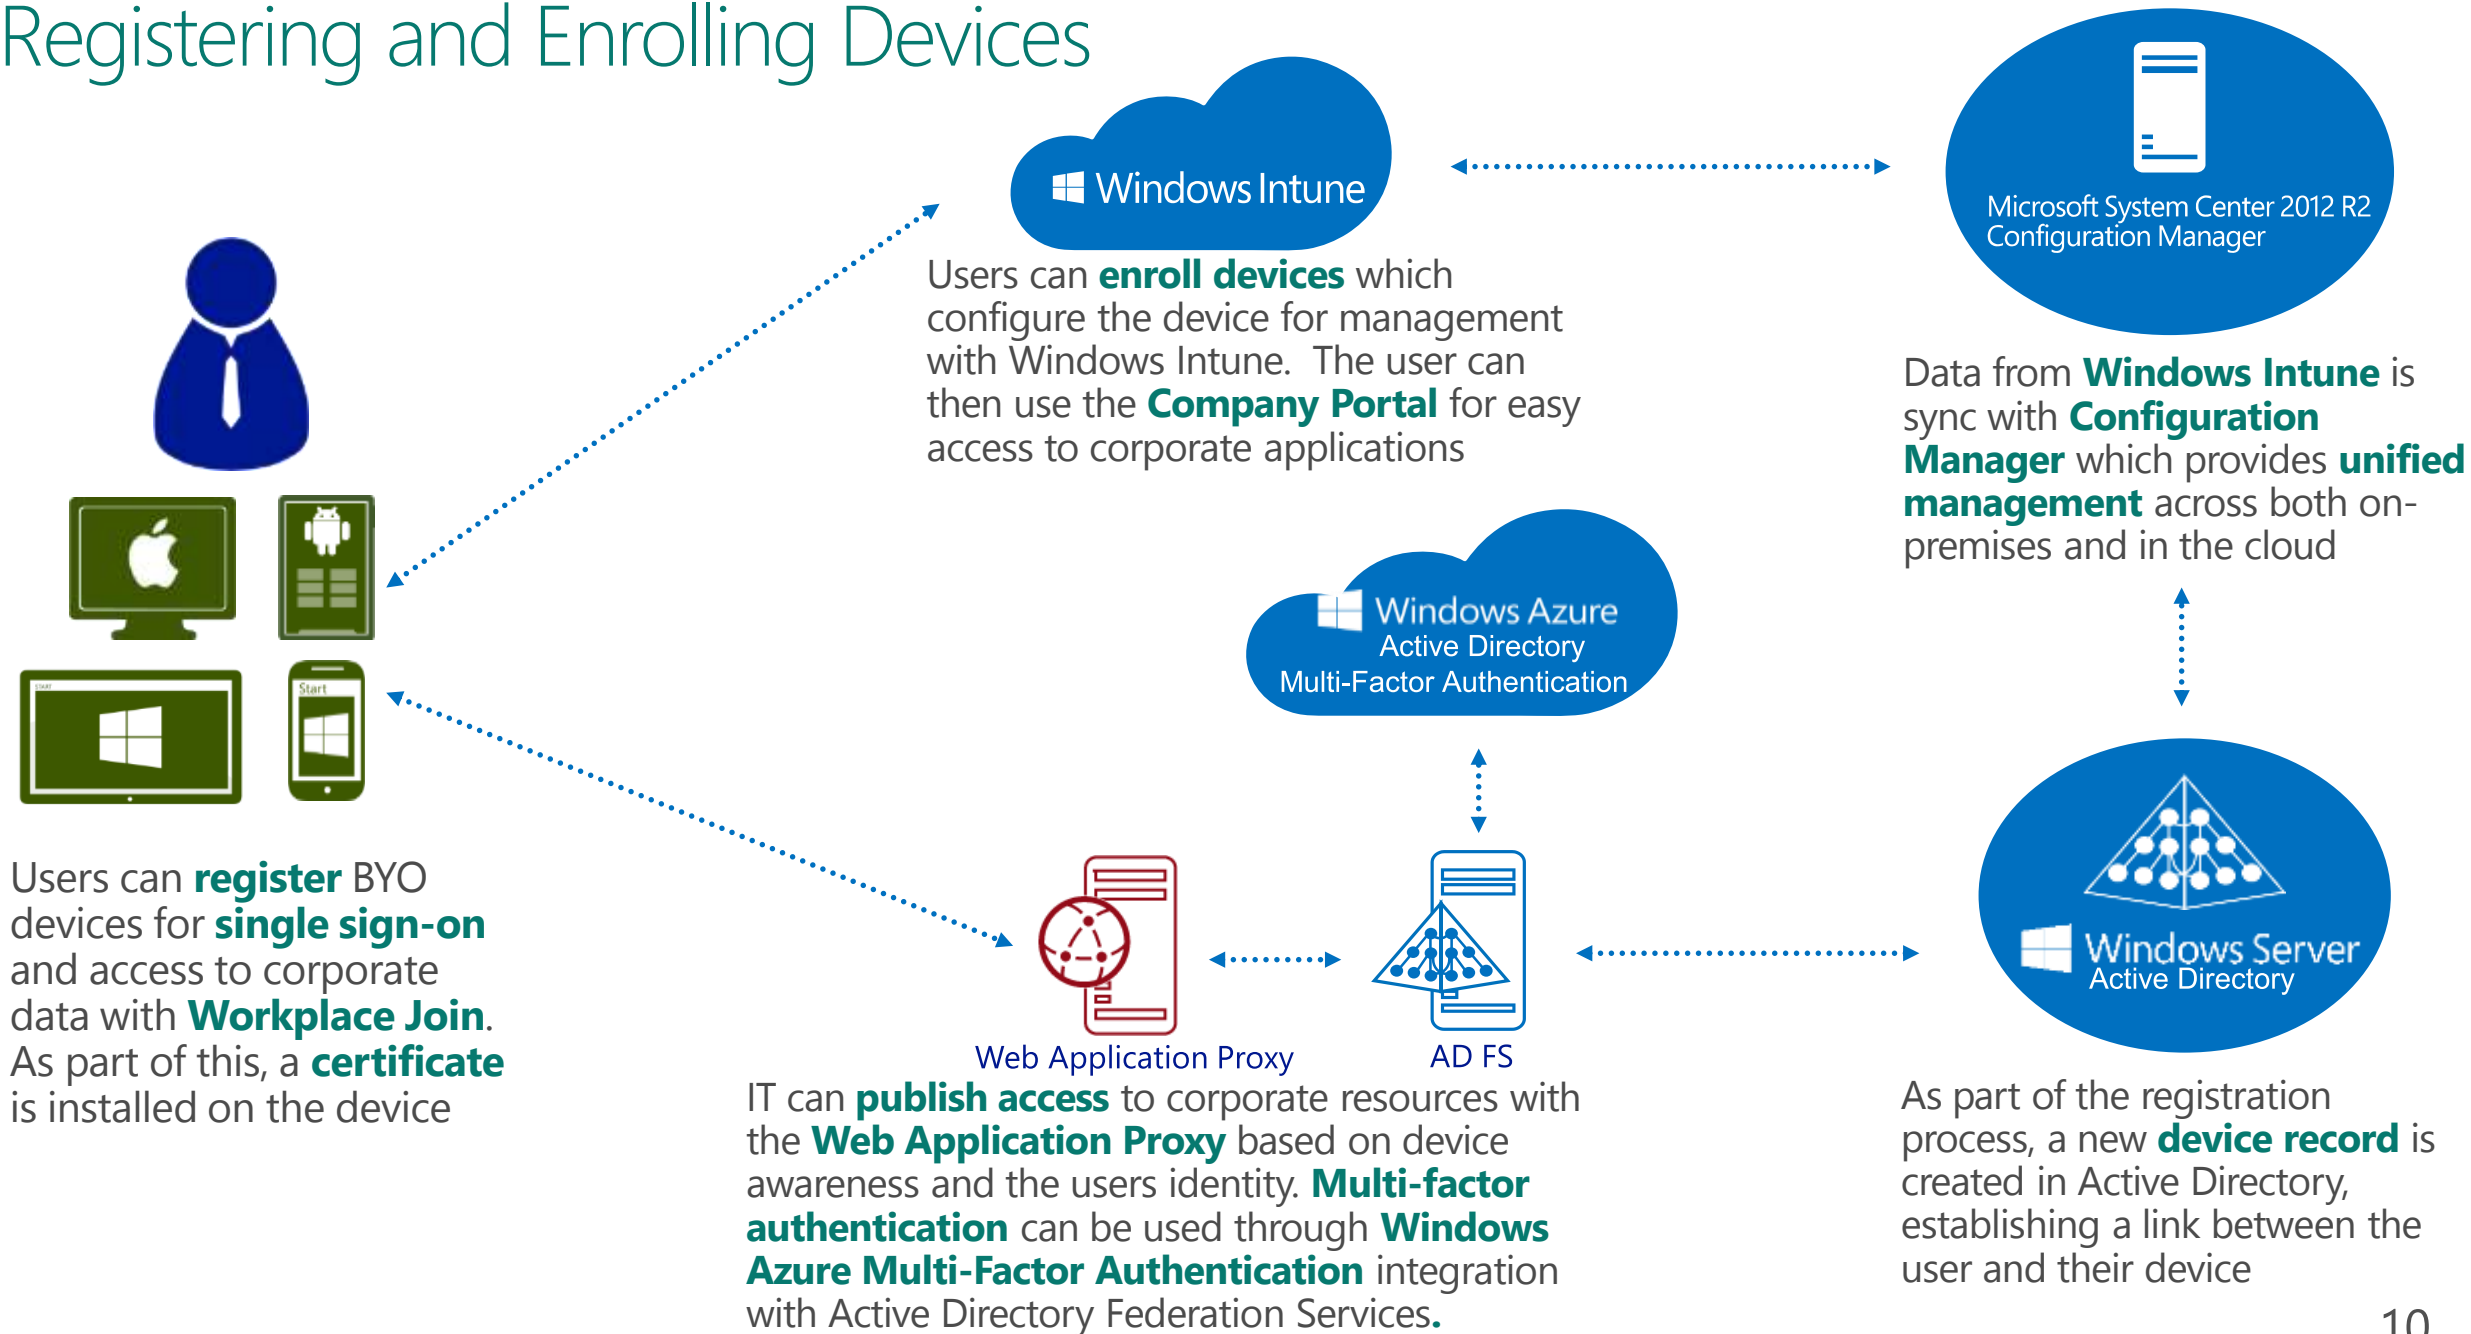 Registering and Enrolling Devices
Windows Intune
Microsoft System Center 2012 R2
Configuration Manager
Users can enroll devices which
configure the device for management
with Windows Intune.  The user can
then use the Company Portal for easy
access to corporate applications
Data from Windows Intune is
sync with Configuration
Manager which provides unified
management across both on-
premises and in the cloud
Windows Azure
Active Directory
Multi-Factor Authentication
START
Start
Users can register BYO
devices for single sign-on
and access to corporate
data with Workplace Join.
As part of this, a certificate
is installed on the device
Web Application Proxy
AD FS
IT can publish access to corporate resources with
the Web Application Proxy based on device
awareness and the users identity. Multi-factor
authentication can be used through Windows
Azure Multi-Factor Authentication integration
with Active Directory Federation Services.
Windows Server
Active Directory
As part of the registration
process, a new device record is
created in Active Directory,
establishing a link between the
user and their device
10